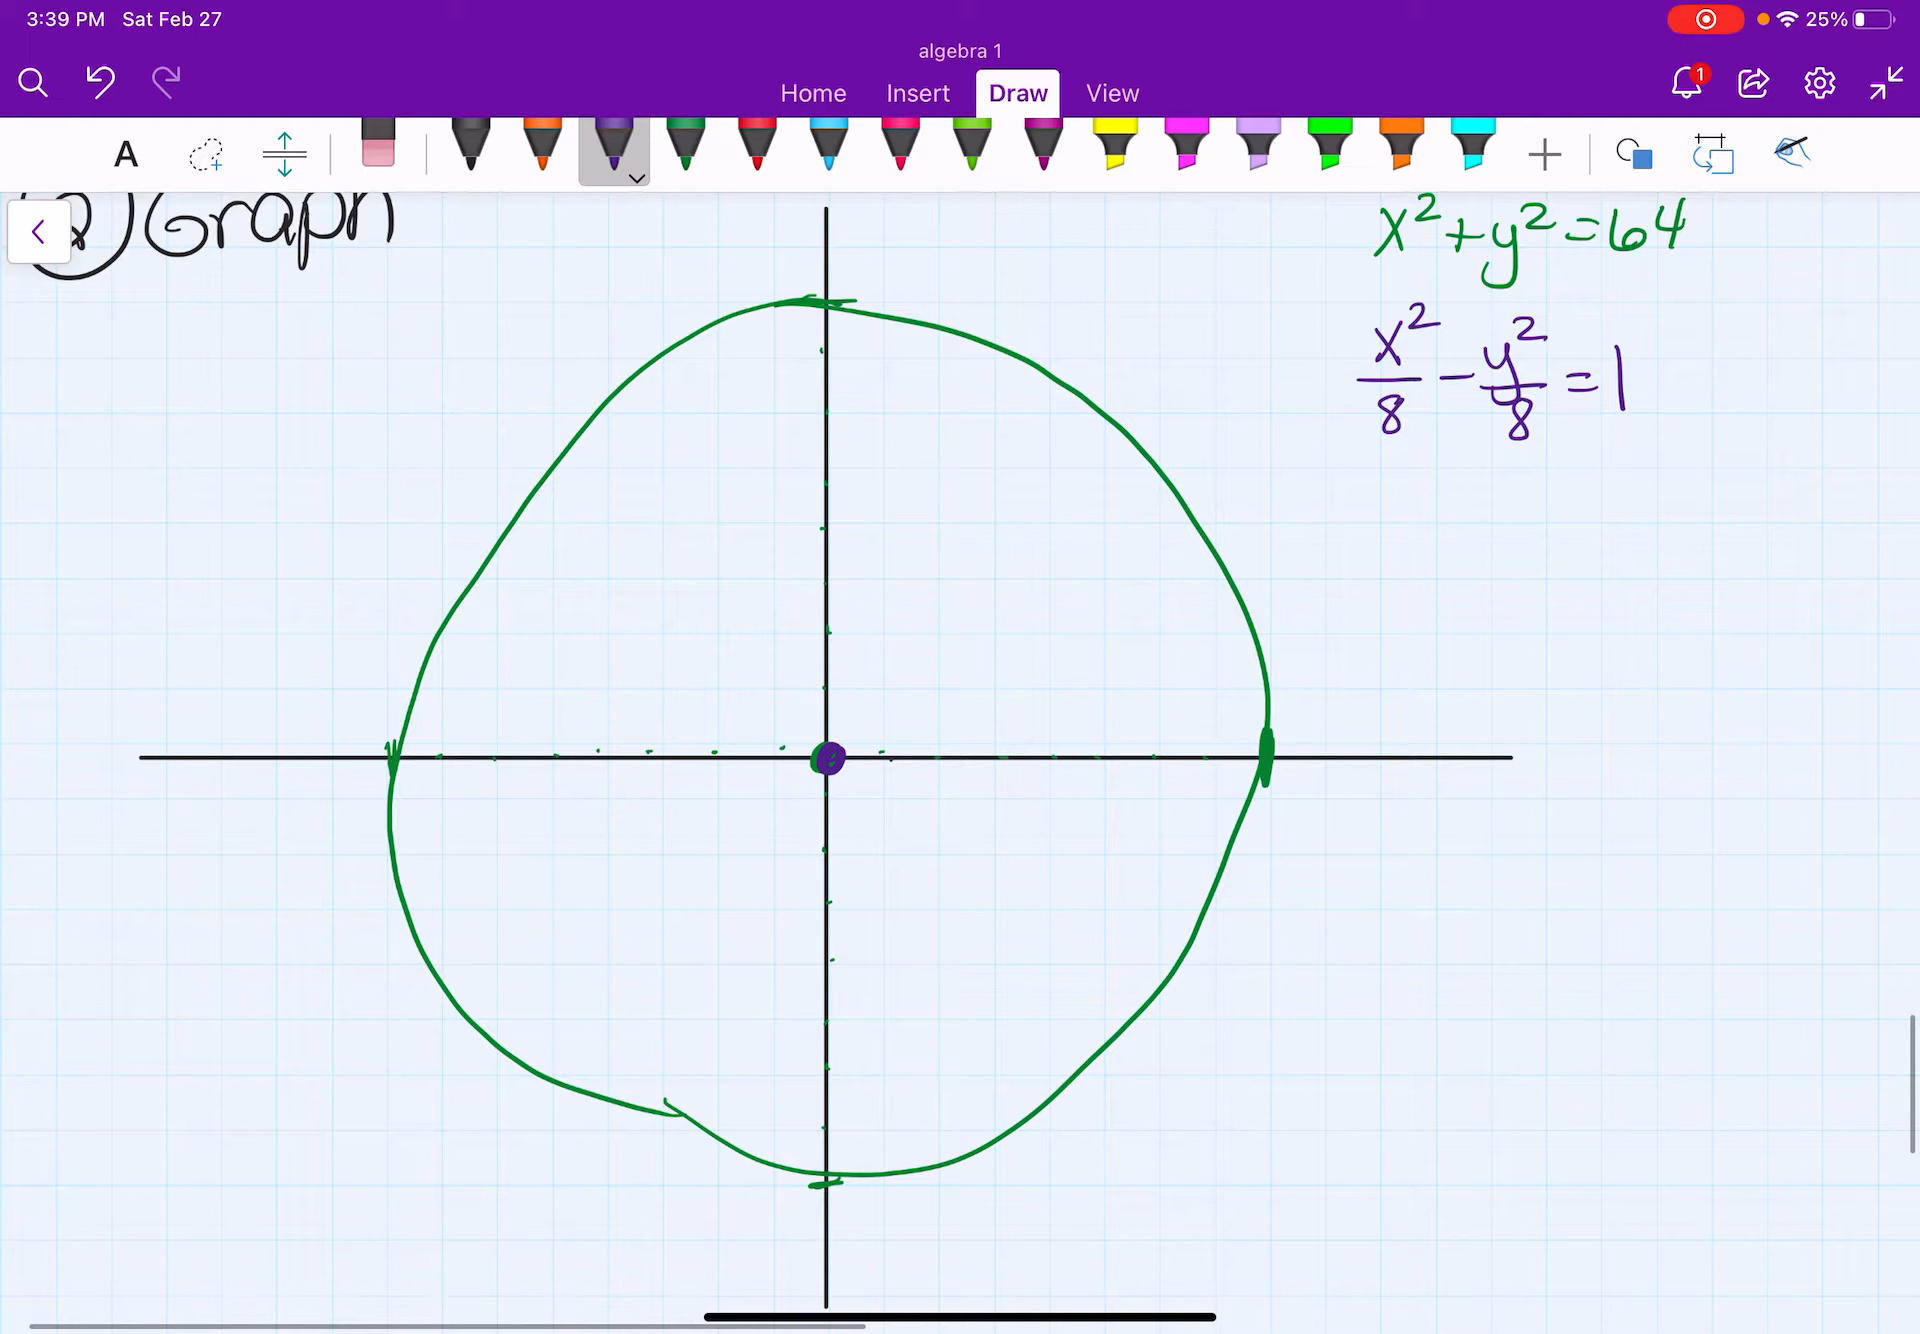 3:39 PM Sat Feb 27
25%
algebra 1
Home Insert Draw View
1
A
2) Graph
x² + y² = 64
x²/8 - y²/8 = 1